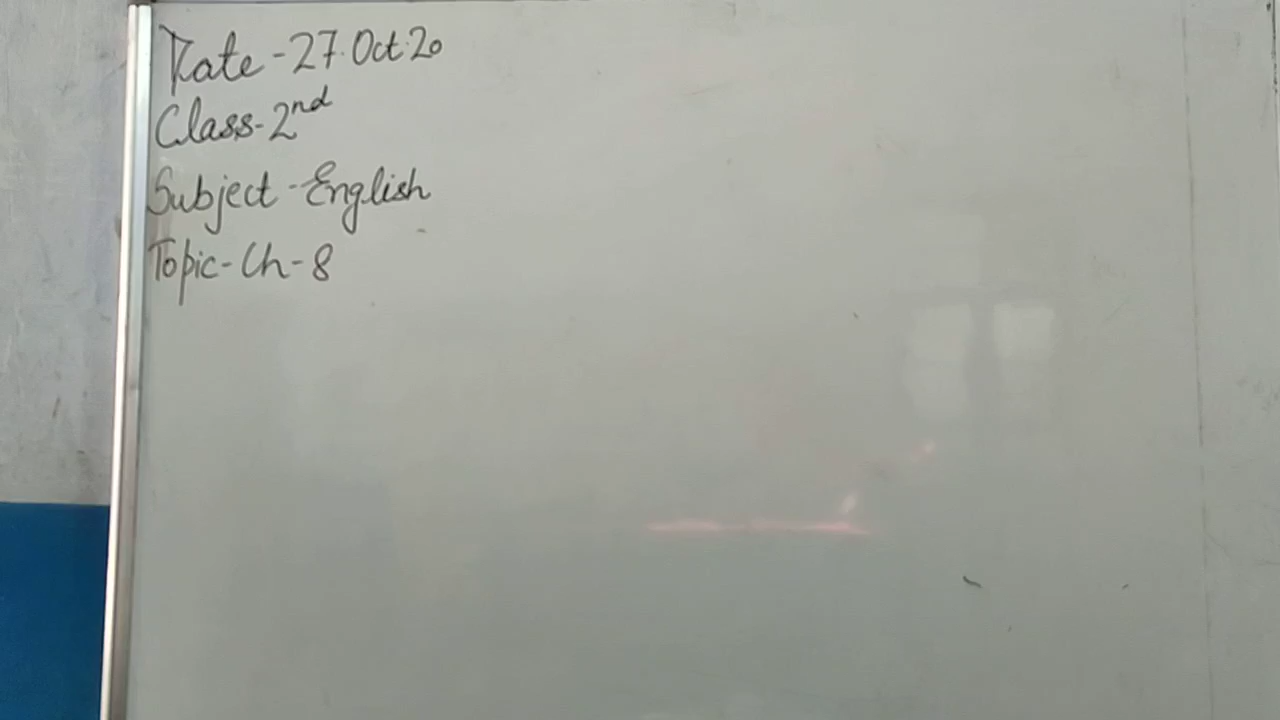 Date - 27. Oct. 20
Class - 2nd
Subject - English
Topic - Ch - 8